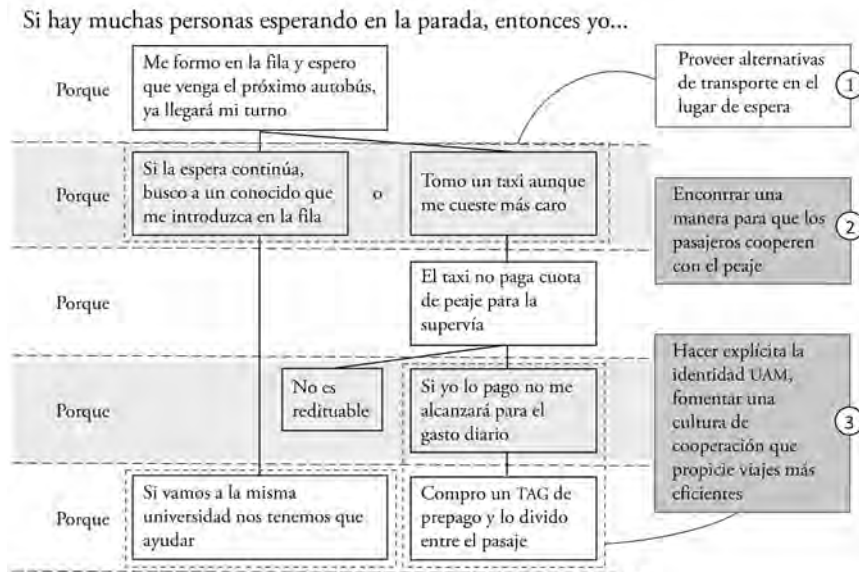 Si hay muchas personas esperando en la parada, entonces yo...
Porque
Me formo en la fila y espero
que venga el próximo autobús,
ya llegará mi turno
Proveer alternativas
de transporte en el
lugar de espera
1
Porque
Si la espera continúa,
busco a un conocido que
me introduzca en la fila
o
Tomo un taxi aunque
me cueste más caro
Encontrar una
manera para que los
pasajeros cooperen
con el peaje
2
Porque
El taxi no paga cuota
de peaje para la
supervía
Porque
No es
redituable
Si yo lo pago no me
alcanzará para el
gasto diario
Hacer explícita la
identidad UAM,
fomentar una
cultura de
cooperación que
propicie viajes más
eficientes
3
Porque
Si vamos a la misma
universidad nos tenemos que
ayudar
Compro un TAG de
prepago y lo divido
entre el pasaje